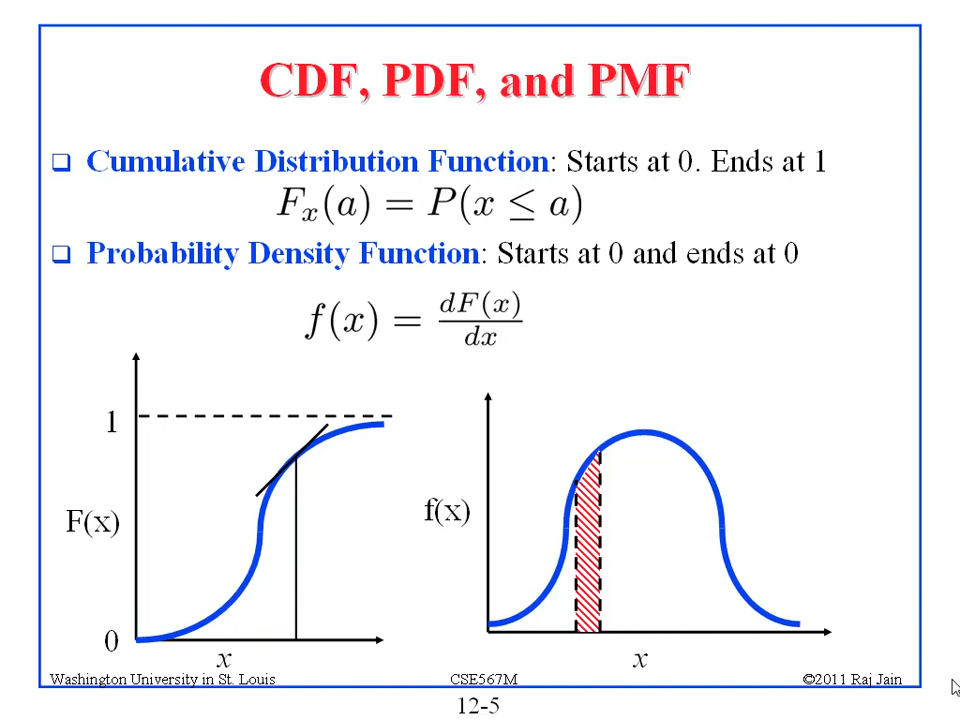 CDF, PDF, and PMF
❑ Cumulative Distribution Function: Starts at 0. Ends at 1
Fₓ(a) = P(x ≤ a)
❑ Probability Density Function: Starts at 0 and ends at 0
f(x) = dF(x)/dx
1
F(x)
0
x
f(x)
x
Washington University in St. Louis CSE567M ©2011 Raj Jain
12-5